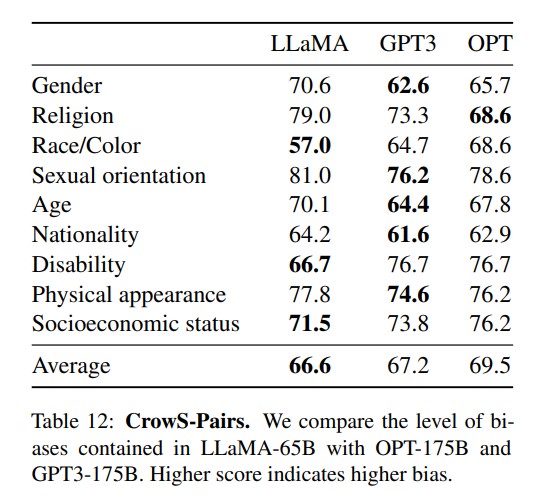 LLaMA GPT3 OPT
Gender 70.6 62.6 65.7
Religion 79.0 73.3 68.6
Race/Color 57.0 64.7 68.6
Sexual orientation 81.0 76.2 78.6
Age 70.1 64.4 67.8
Nationality 64.2 61.6 62.9
Disability 66.7 76.7 76.7
Physical appearance 77.8 74.6 76.2
Socioeconomic status 71.5 73.8 76.2
Average 66.6 67.2 69.5
Table 12: CrowS-Pairs. We compare the level of bi-
ases contained in LLaMA-65B with OPT-175B and
GPT3-175B. Higher score indicates higher bias.